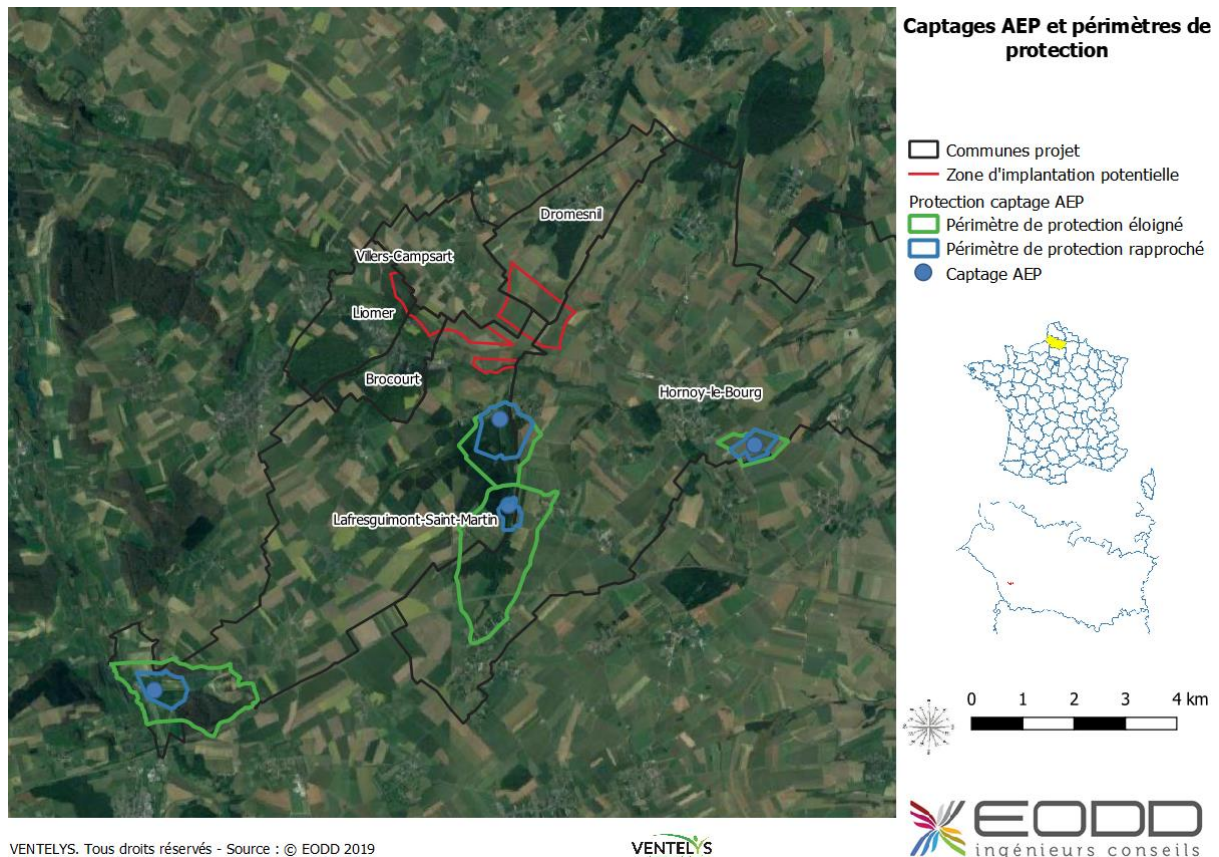 Captages AEP et périmètres de
protection
Communes projet
Zone d'implantation potentielle
Protection captage AEP
Périmètre de protection éloigné
Périmètre de protection rapproché
Captage AEP
Dromesnil
Villers-Campsart
Liomer
Brocourt
Hornoy-le-Bourg
Lafresguimont-Saint-Martin
0 1 2 3 4 km
EODD
ingénieurs conseils
VENTELYS. Tous droits réservés - Source : © EODD 2019
VENTELYS